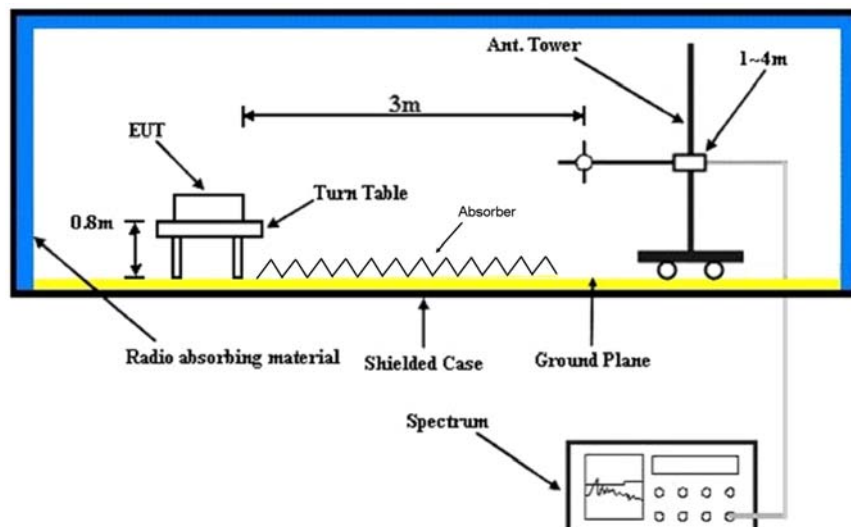 Ant. Tower
1~4m
3m
EUT
Turn Table
0.8m
Absorber
Radio absorbing material
Shielded Case
Ground Plane
Spectrum